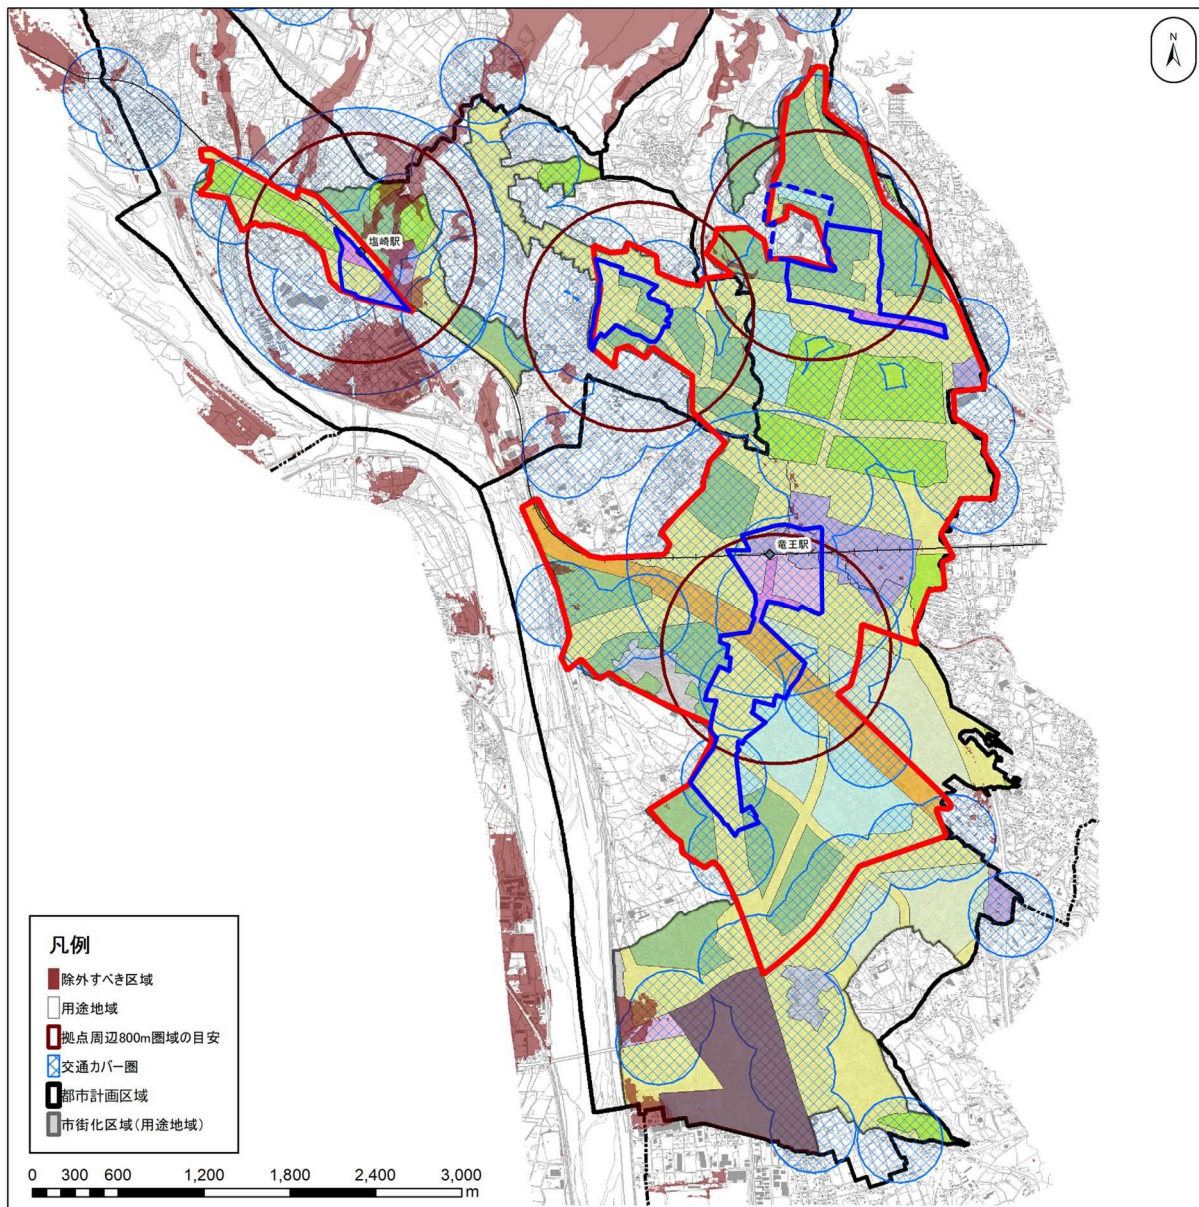 N
塩崎駅
竜王駅
凡例
除外すべき区域
用途地域
拠点周辺800m圏域の目安
交通カバー圏
都市計画区域
市街化区域(用途地域)
0 300 600 1,200 1,800 2,400 3,000 m